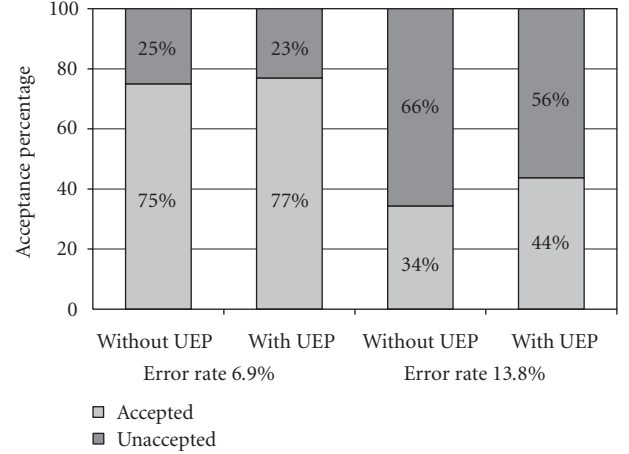 Acceptance percentage
100
80
60
40
20
0
25%
23%
66%
56%
75%
77%
34%
44%
Without UEP
With UEP
Without UEP
With UEP
Error rate 6.9%
Error rate 13.8%
Accepted
Unaccepted